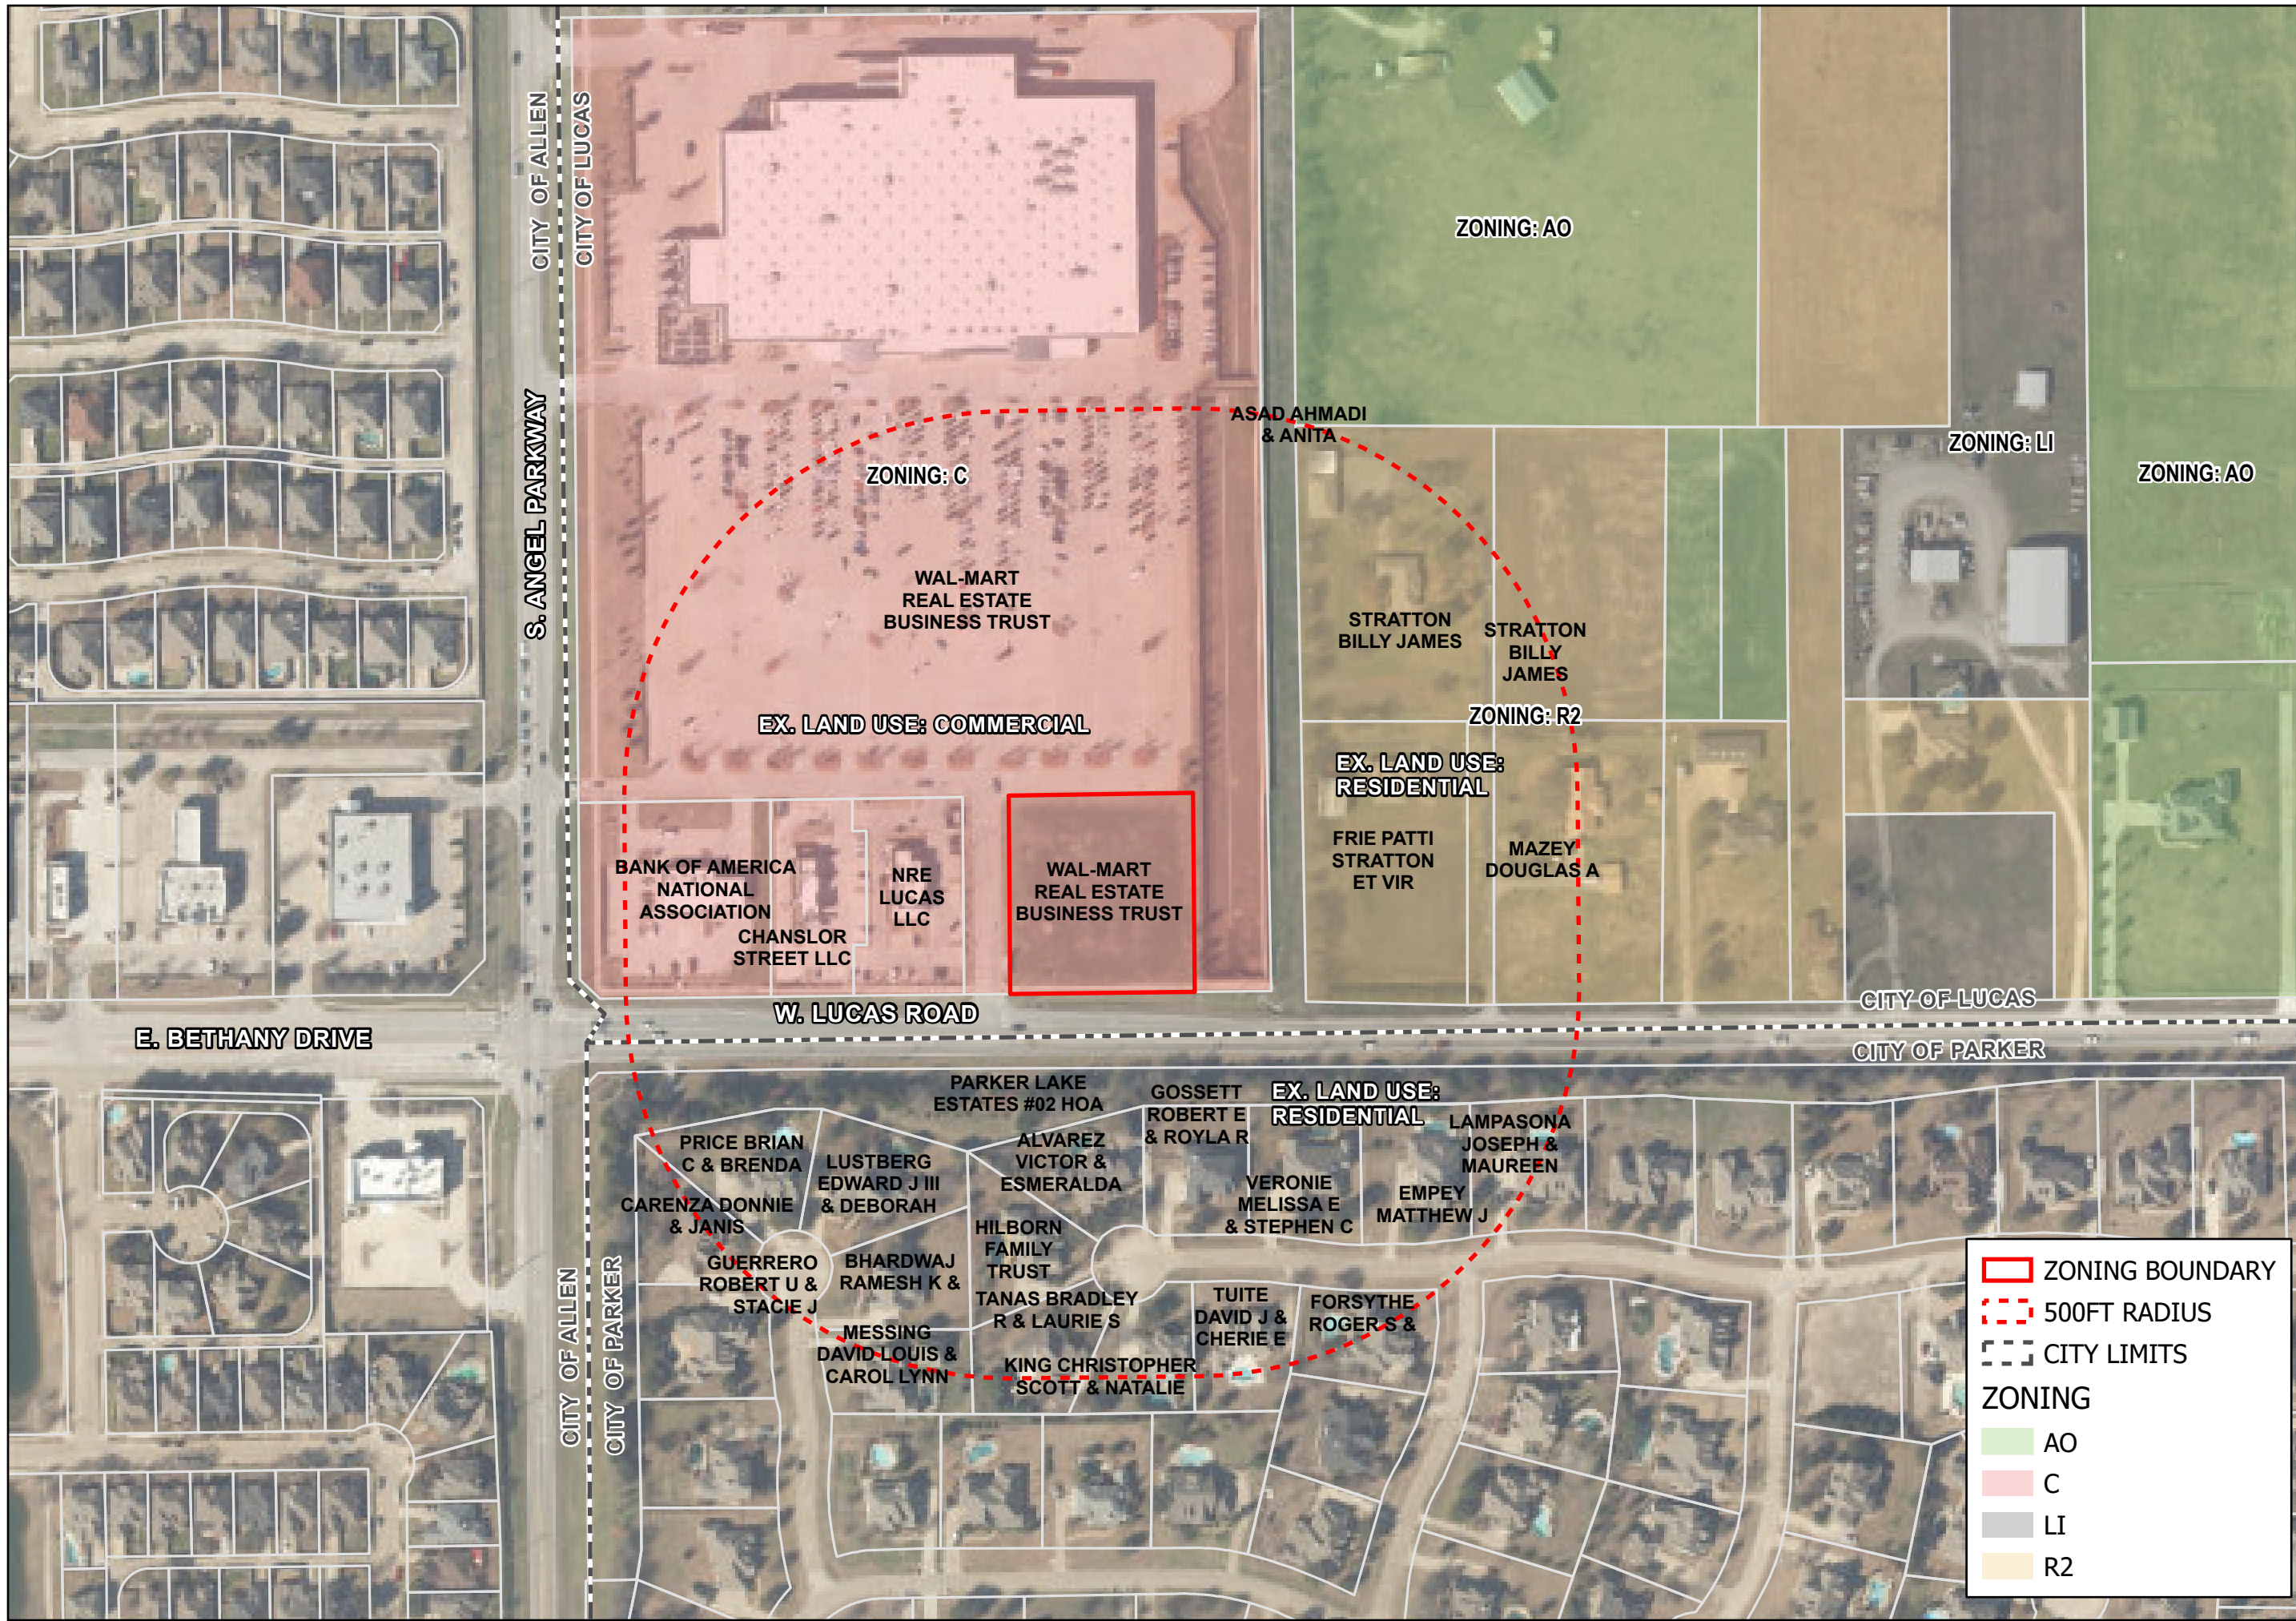 CITY OF ALLEN
CITY OF LUCAS
ZONING: AO
ASAD AHMADI
& ANITA
ZONING: C
ZONING: LI
ZONING: AO
S. ANGEL PARKWAY
WAL-MART
REAL ESTATE
BUSINESS TRUST
STRATTON
BILLY JAMES
STRATTON
BILLY
JAMES
ZONING: R2
EX. LAND USE: COMMERCIAL
EX. LAND USE:
RESIDENTIAL
BANK OF AMERICA
NATIONAL
ASSOCIATION
CHANSLOR
STREET LLC
NRE
LUCAS
LLC
WAL-MART
REAL ESTATE
BUSINESS TRUST
FRIE PATTI
STRATTON
ET VIR
MAZEY
DOUGLAS A
W. LUCAS ROAD
E. BETHANY DRIVE
CITY OF LUCAS
CITY OF PARKER
PARKER LAKE
ESTATES #02 HOA
GOSSETT
ROBERT E
& ROYLA R
EX. LAND USE:
RESIDENTIAL
LAMPASONA
JOSEPH &
MAUREEN
PRICE BRIAN
C & BRENDA
LUSTBERG
EDWARD J III
& DEBORAH
ALVAREZ
VICTOR &
ESMERALDA
VERONIE
MELISSA E
& STEPHEN C
EMPEY
MATTHEW J
CARENZA DONNIE
& JANIS
HILBORN
FAMILY
TRUST
GUERRERO
ROBERT U &
STACIE J
BHARDWAJ
RAMESH K &
TANAS BRADLEY
R & LAURIE S
TUITE
DAVID J &
CHERIE E
FORSYTHE
ROGER S &
MESSING
DAVID LOUIS &
CAROL LYNN
KING CHRISTOPHER
SCOTT & NATALIE
CITY OF ALLEN
CITY OF PARKER
ZONING BOUNDARY
500FT RADIUS
CITY LIMITS
ZONING
AO
C
LI
R2